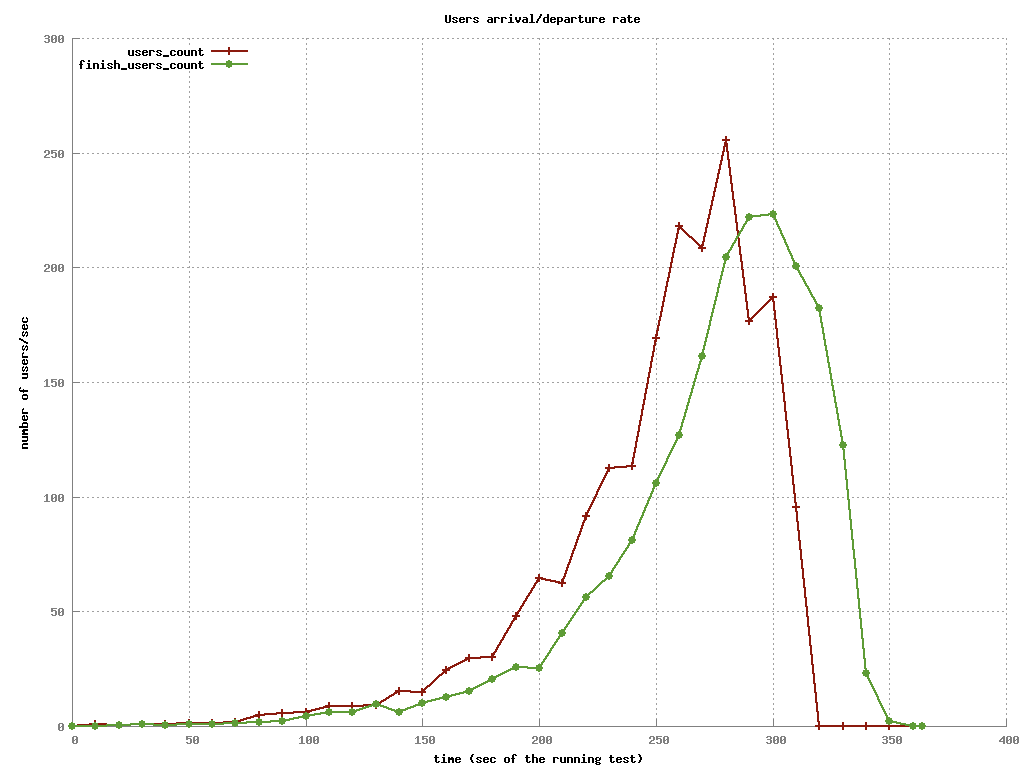 Users arrival/departure rate
300
users_count
finish_users_count
250
200
150
100
50
0
number of users/sec
0 50 100 150 200 250 300 350 400
time (sec of the running test)